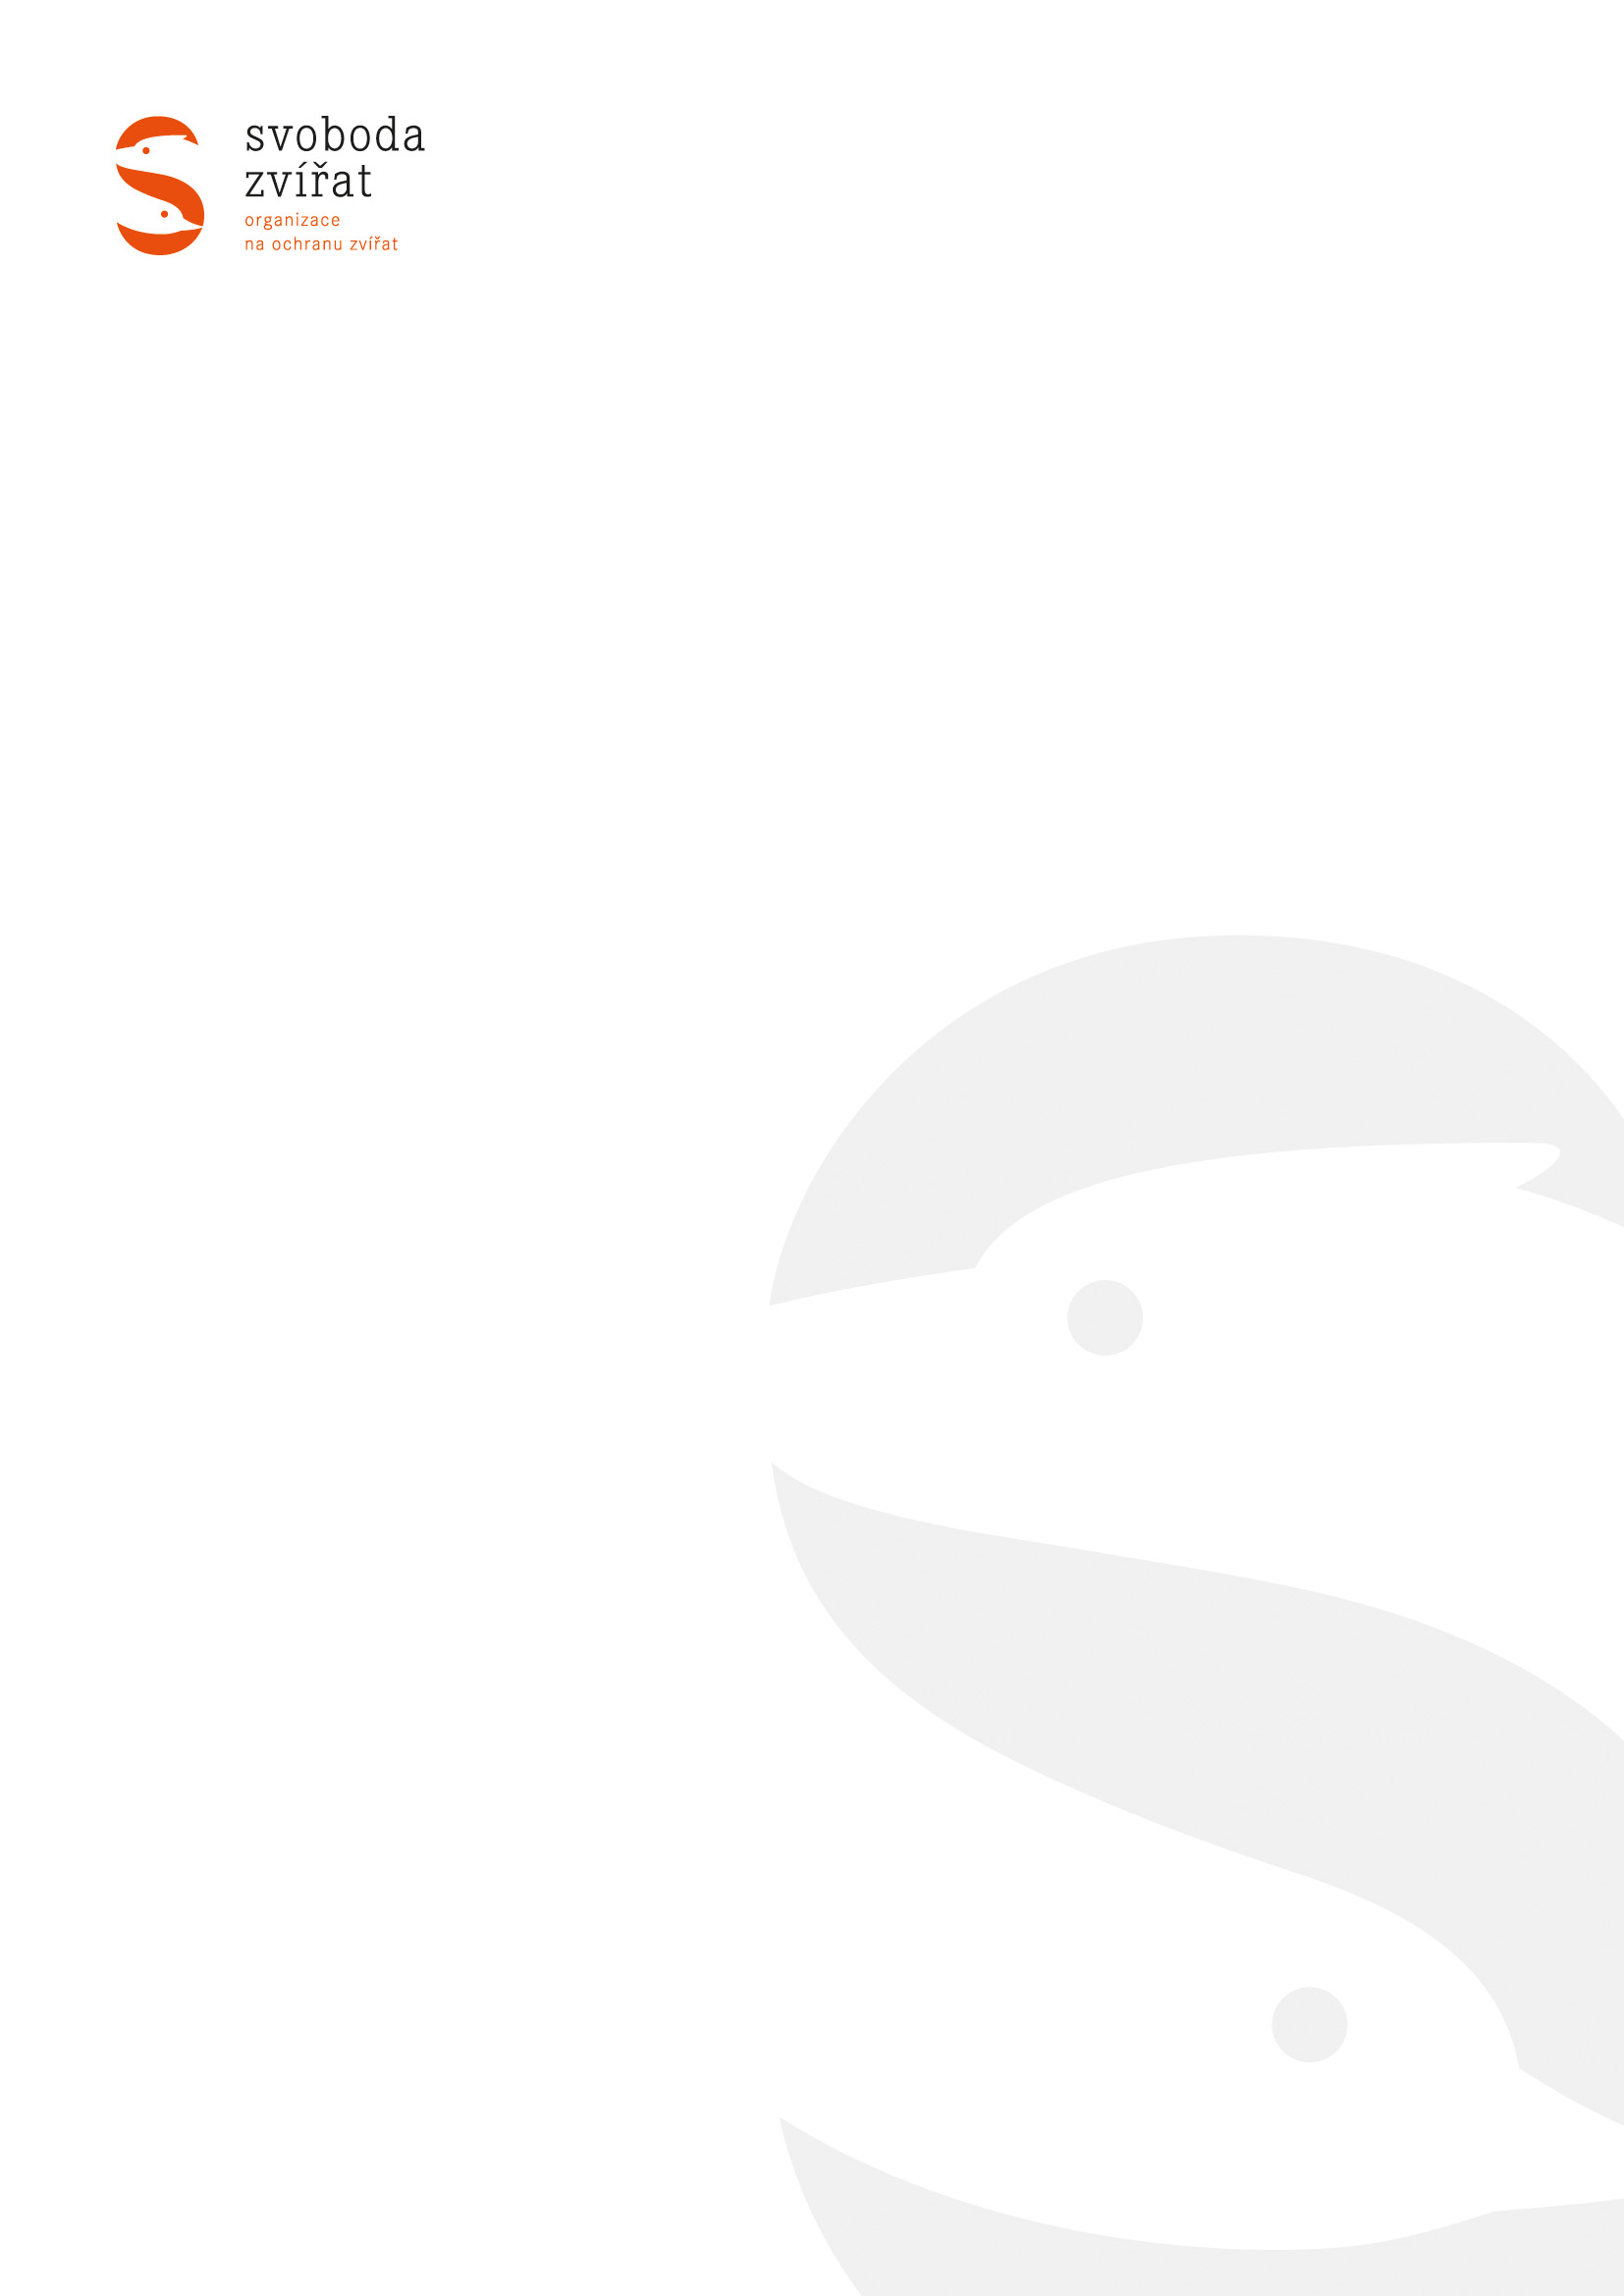 svoboda
zvířat
organizace
na ochranu zvířat